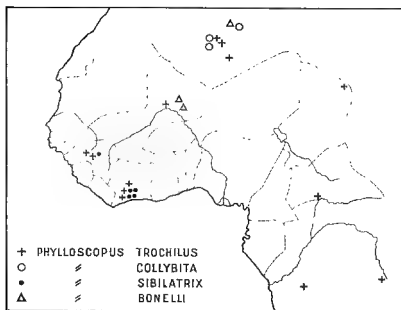 + PHYLLOSCOPUS TROCHILUS
○ 〃 COLLYBITA
● 〃 SIBILATRIX
△ 〃 BONELLI